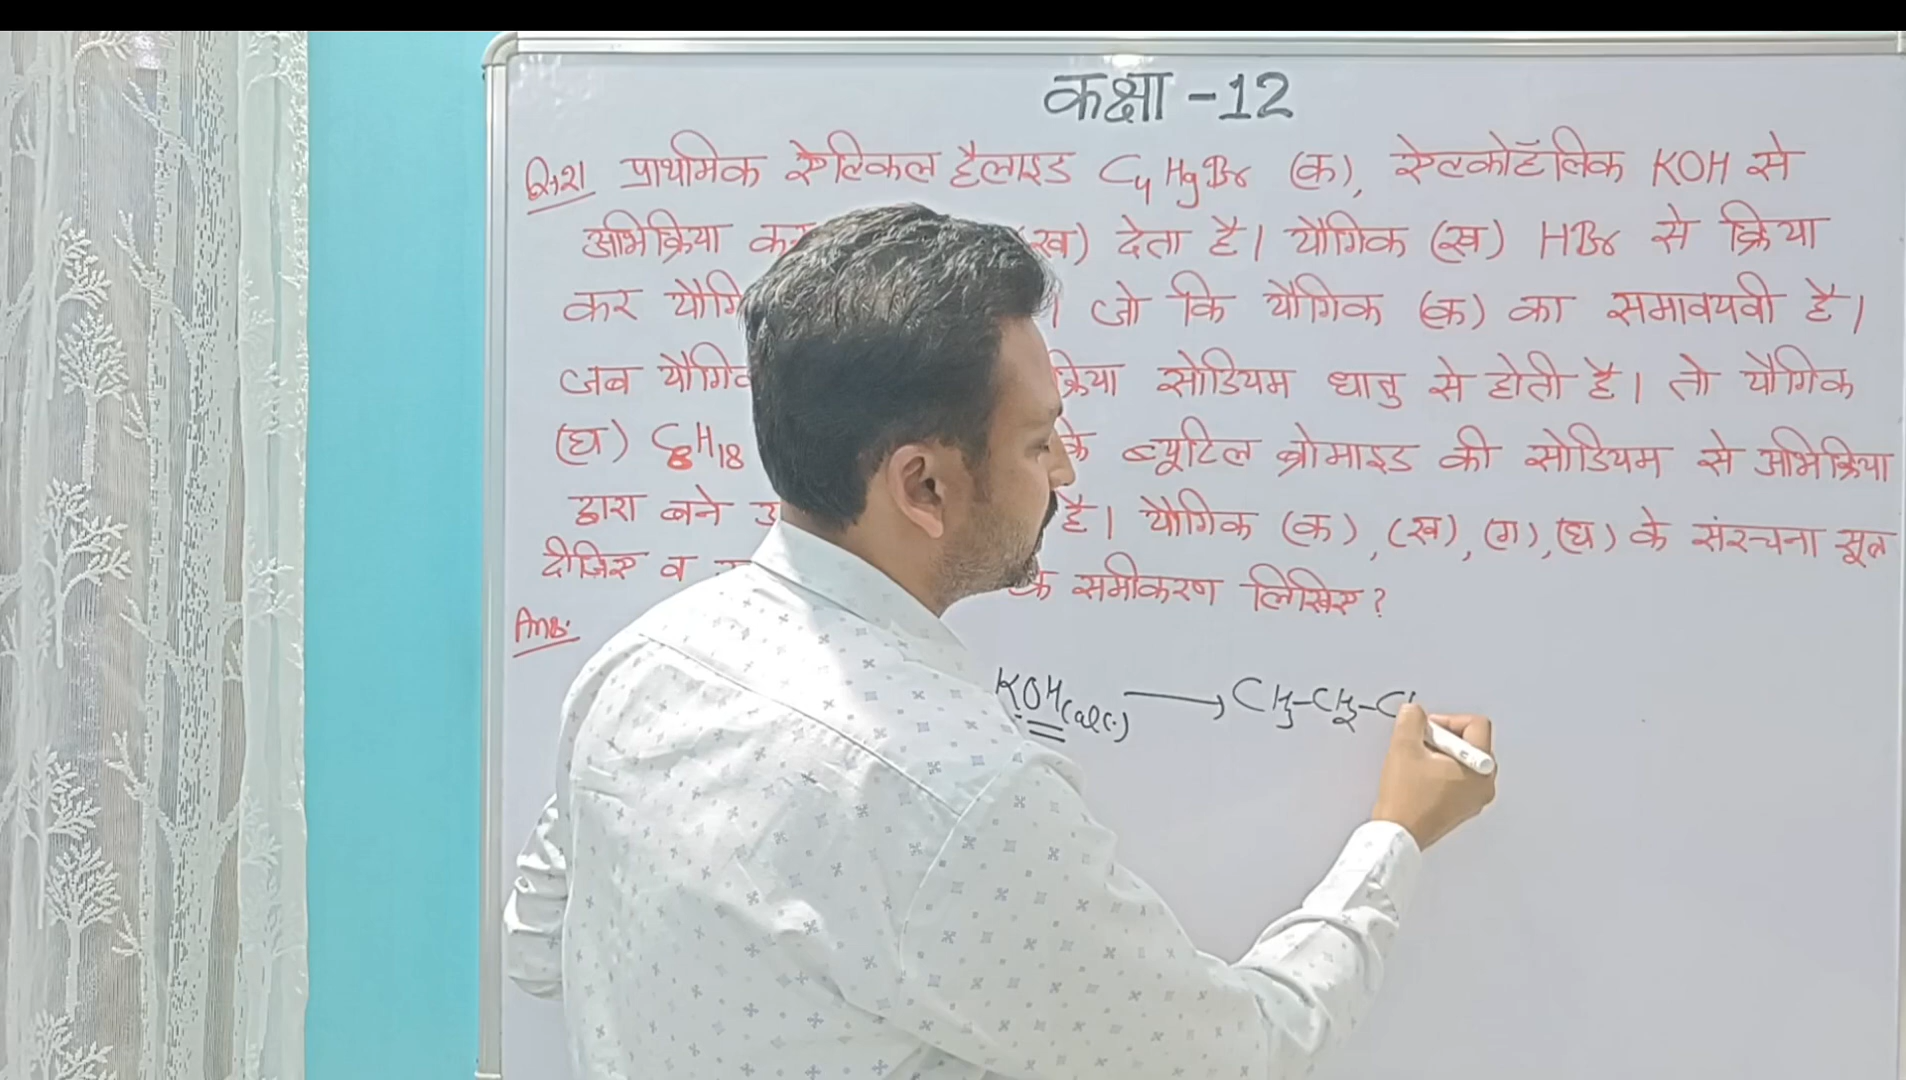 कक्षा -12
प्राथमिक ऐल्किल हैलाइड C4H9Br (क), ऐल्कोहॉलिक KOH से
अभिक्रिया (ख) देता है। यौगिक (ख) HBr से क्रिया
कर जो कि यौगिक (क) का समावयवी है।
जब सोडियम धातु से होती है। तो यौगिक
(घ) C8H18 ब्यूटिल ब्रोमाइड की सोडियम से अभिक्रिया
द्वारा बने है। यौगिक (क), (ख), (ग), (घ) के संरचना सूत्र
दीजिए व समीकरण लिखिए?
Ans:
KOH(alc.) ⟶ CH3-CH2-C